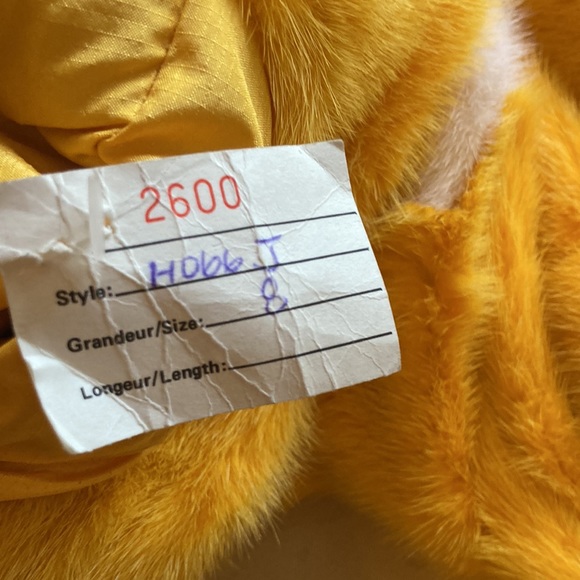 2600
Style: H066 J
Grandeur/Size: 8
Longeur/Length: